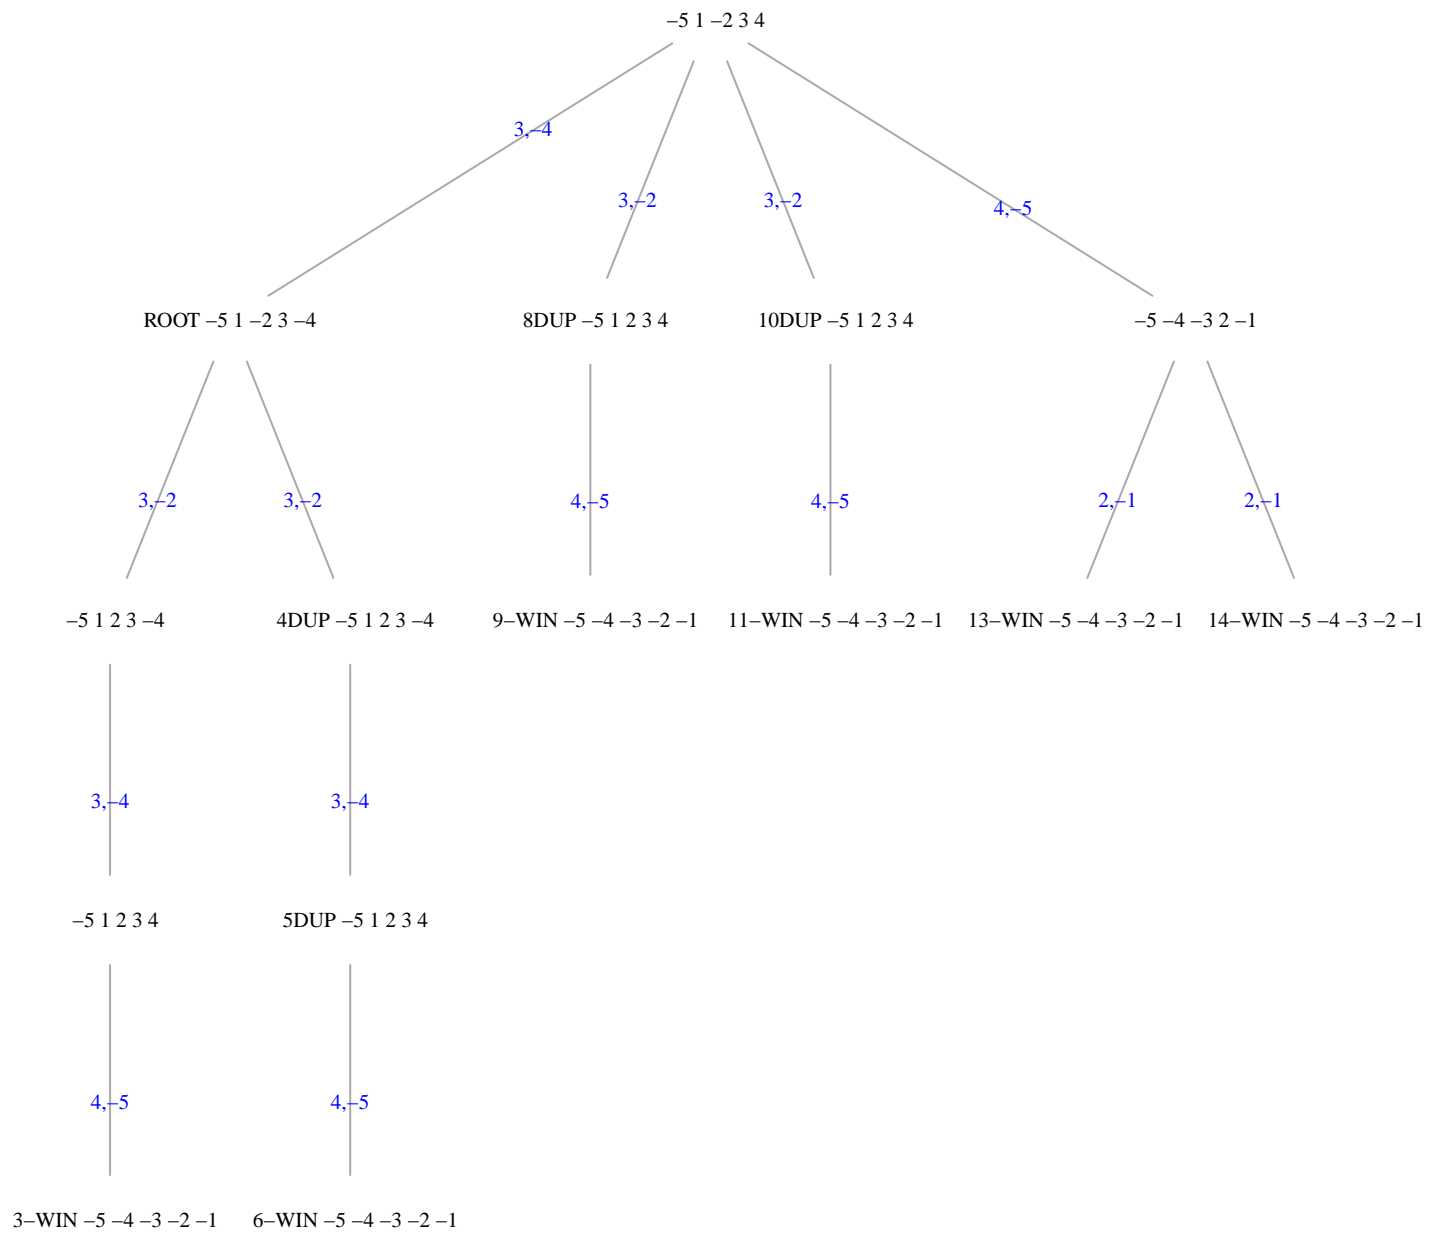 −5 1 −2 3 4
3,−4
3,−2
3,−2
4,−5
ROOT −5 1 −2 3 −4
8DUP −5 1 2 3 4
10DUP −5 1 2 3 4
−5 −4 −3 2 −1
3,−2
3,−2
4,−5
4,−5
2,−1
2,−1
−5 1 2 3 −4
4DUP −5 1 2 3 −4
9−WIN −5 −4 −3 −2 −1
11−WIN −5 −4 −3 −2 −1
13−WIN −5 −4 −3 −2 −1
14−WIN −5 −4 −3 −2 −1
3,−4
3,−4
−5 1 2 3 4
5DUP −5 1 2 3 4
4,−5
4,−5
3−WIN −5 −4 −3 −2 −1
6−WIN −5 −4 −3 −2 −1